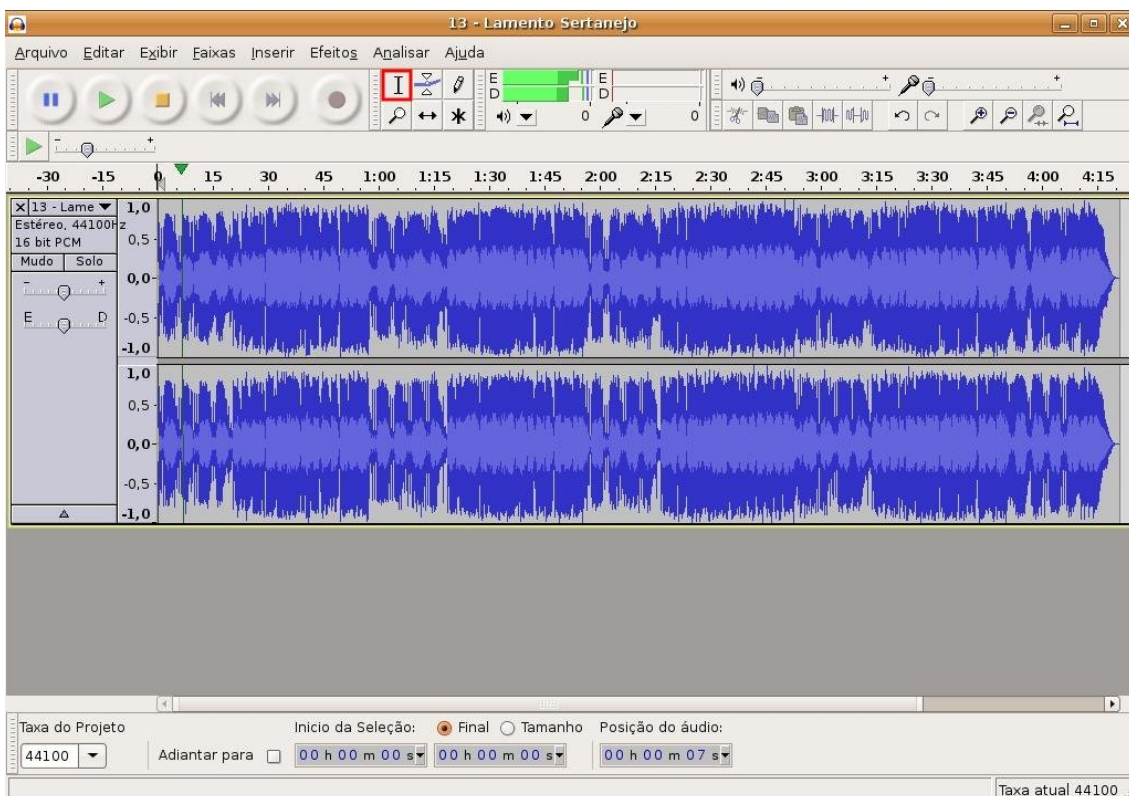 13 - Lamento Sertanejo
Arquivo Editar Exibir Faixas Inserir Efeitos Analisar Ajuda
E
D
0
E
D
0
- +
- +
- +
-30 -15 0 15 30 45 1:00 1:15 1:30 1:45 2:00 2:15 2:30 2:45 3:00 3:15 3:30 3:45 4:00 4:15
13 - Lame
Estéreo, 44100Hz
16 bit PCM
Mudo Solo
- +
E D
1,0
0,5
0,0
-0,5
-1,0
1,0
0,5
0,0
-0,5
-1,0
Taxa do Projeto
44100
Adiantar para
Inicio da Seleção: Final Tamanho
00 h 00 m 00 s 00 h 00 m 00 s
Posição do áudio:
00 h 00 m 07 s
Taxa atual 44100